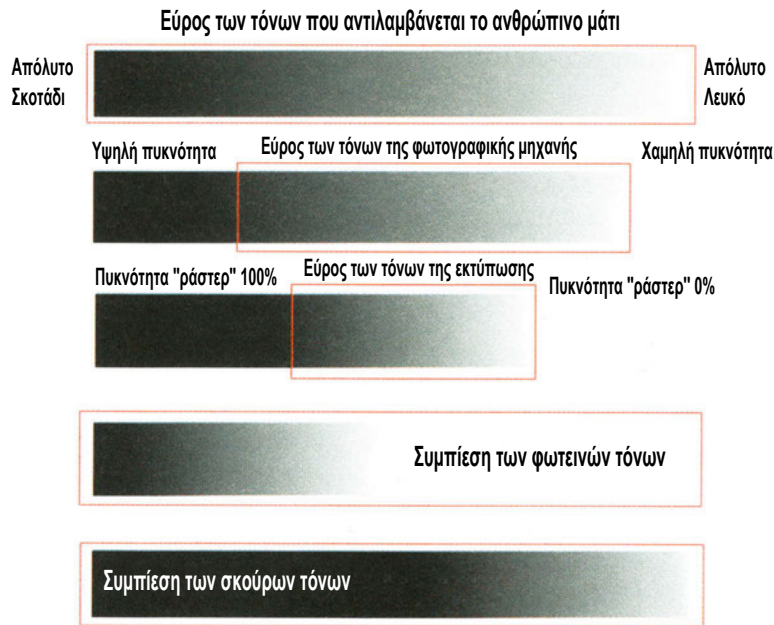 Εύρος των τόνων που αντιλαμβάνεται το ανθρώπινο μάτι
Απόλυτο
Σκοτάδι
Απόλυτο
Λευκό
Υψηλή πυκνότητα
Εύρος των τόνων της φωτογραφικής μηχανής
Χαμηλή πυκνότητα
Πυκνότητα "ράστερ" 100%
Εύρος των τόνων της εκτύπωσης
Πυκνότητα "ράστερ" 0%
Συμπίεση των φωτεινών τόνων
Συμπίεση των σκούρων τόνων